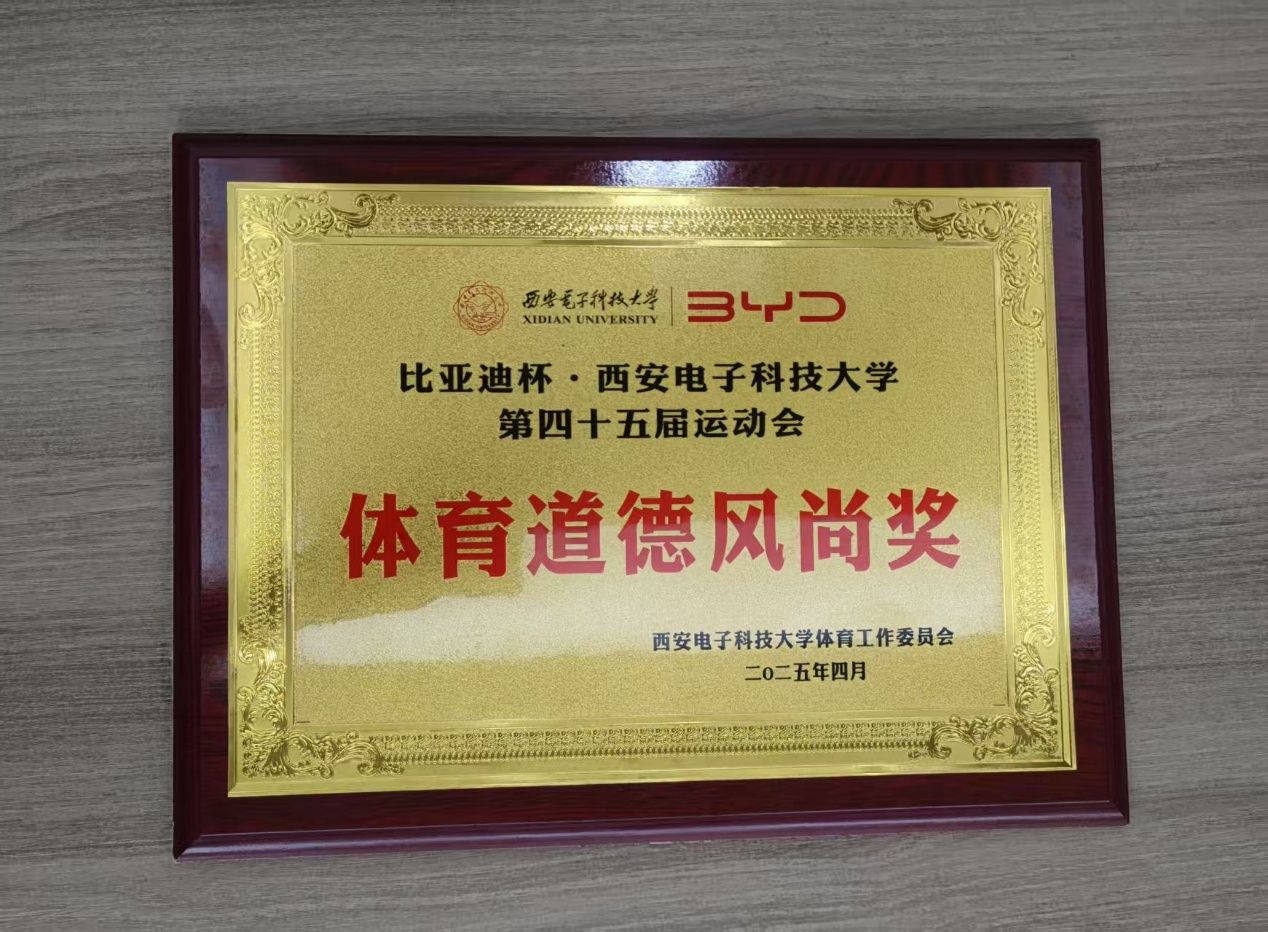 西安电子科技大学
XIDIAN UNIVERSITY
BYD
比亚迪杯·西安电子科技大学
第四十五届运动会
体育道德风尚奖
西安电子科技大学体育工作委员会
二〇二五年四月